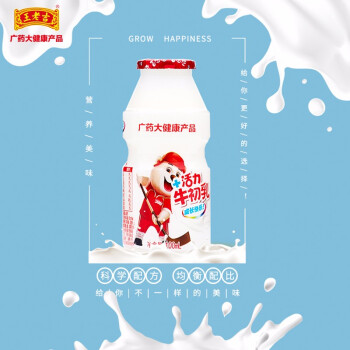 王老吉
广药大健康产品
GROW HAPPINESS
给你更好的选择！
营养美味
广药大健康产品
+活力
牛初乳
科学配方 均衡配比
给你不一样的美味